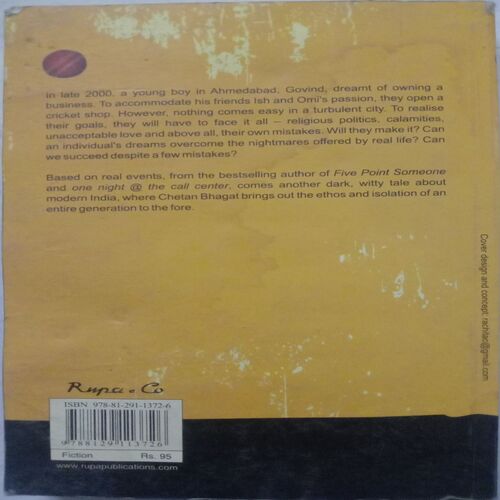 in late 2000, a young boy in Ahmedabad, Govind, dreamt of owning a
business. To accommodate his friends Ish and Omi's passion, they open a
cricket shop. However, nothing comes easy in a turbulent city. To realise
their goals, they will have to face it all – religious politics, calamities,
unacceptable love and above all, their own mistakes. Will they make it? Can
an individual's dreams overcome the nightmares offered by real life? Can
we succeed despite a few mistakes?
Based on real events, from the bestselling author of Five Point Someone
and one night @ the call center, comes another dark, witty tale about
modern India, where Chetan Bhagat brings out the ethos and isolation of an
entire generation to the fore.
Cover design and concept: rachitac@gmail.com
Rupa & Co
ISBN 978-81-291-1372-6
9 788129 113726
Fiction Rs. 95
www.rupapublications.com